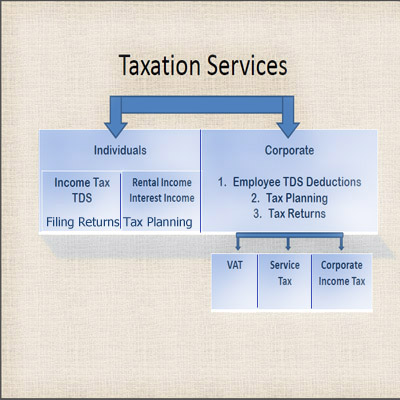 Taxation Services
Individuals
Income Tax
TDS
Rental Income
Interest Income
Filing Returns
Tax Planning
Corporate
1. Employee TDS Deductions
2. Tax Planning
3. Tax Returns
VAT
Service
Tax
Corporate
Income Tax